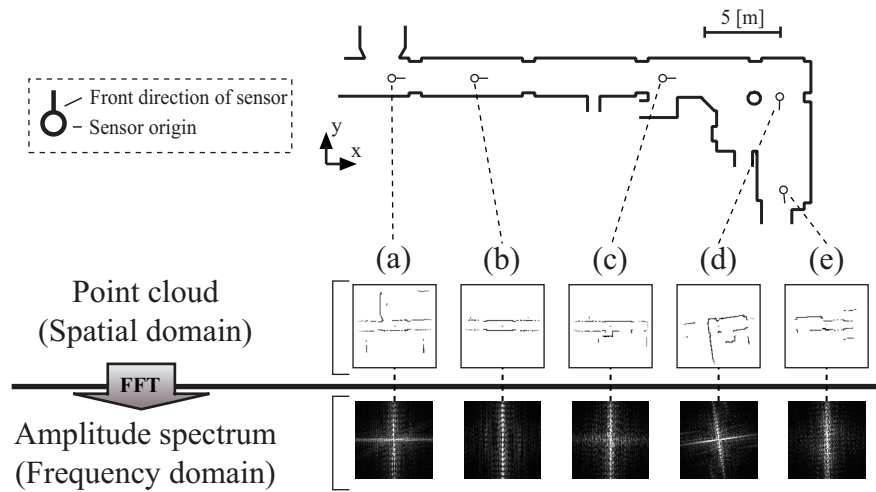 5 [m]
Front direction of sensor
Sensor origin
y
x
(a) (b) (c) (d) (e)
Point cloud
(Spatial domain)
FFT
Amplitude spectrum
(Frequency domain)